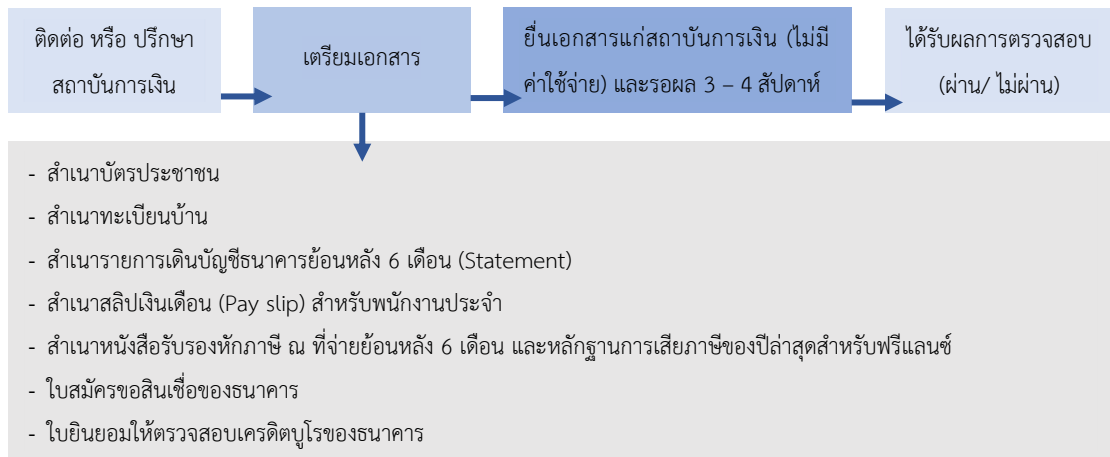 ติดต่อ หรือ ปรึกษา
สถาบันการเงิน
เตรียมเอกสาร
ยื่นเอกสารแก่สถาบันการเงิน (ไม่มี
ค่าใช้จ่าย) และรอผล 3 – 4 สัปดาห์
ได้รับผลการตรวจสอบ
(ผ่าน/ ไม่ผ่าน)
- สำเนาบัตรประชาชน
- สำเนาทะเบียนบ้าน
- สำเนารายการเดินบัญชีธนาคารย้อนหลัง 6 เดือน (Statement)
- สำเนาสลิปเงินเดือน (Pay slip) สำหรับพนักงานประจำ
- สำเนาหนังสือรับรองหักภาษี ณ ที่จ่ายย้อนหลัง 6 เดือน และหลักฐานการเสียภาษีของปีล่าสุดสำหรับฟรีแลนซ์
- ใบสมัครขอสินเชื่อของธนาคาร
- ใบยินยอมให้ตรวจสอบเครดิตบูโรของธนาคาร